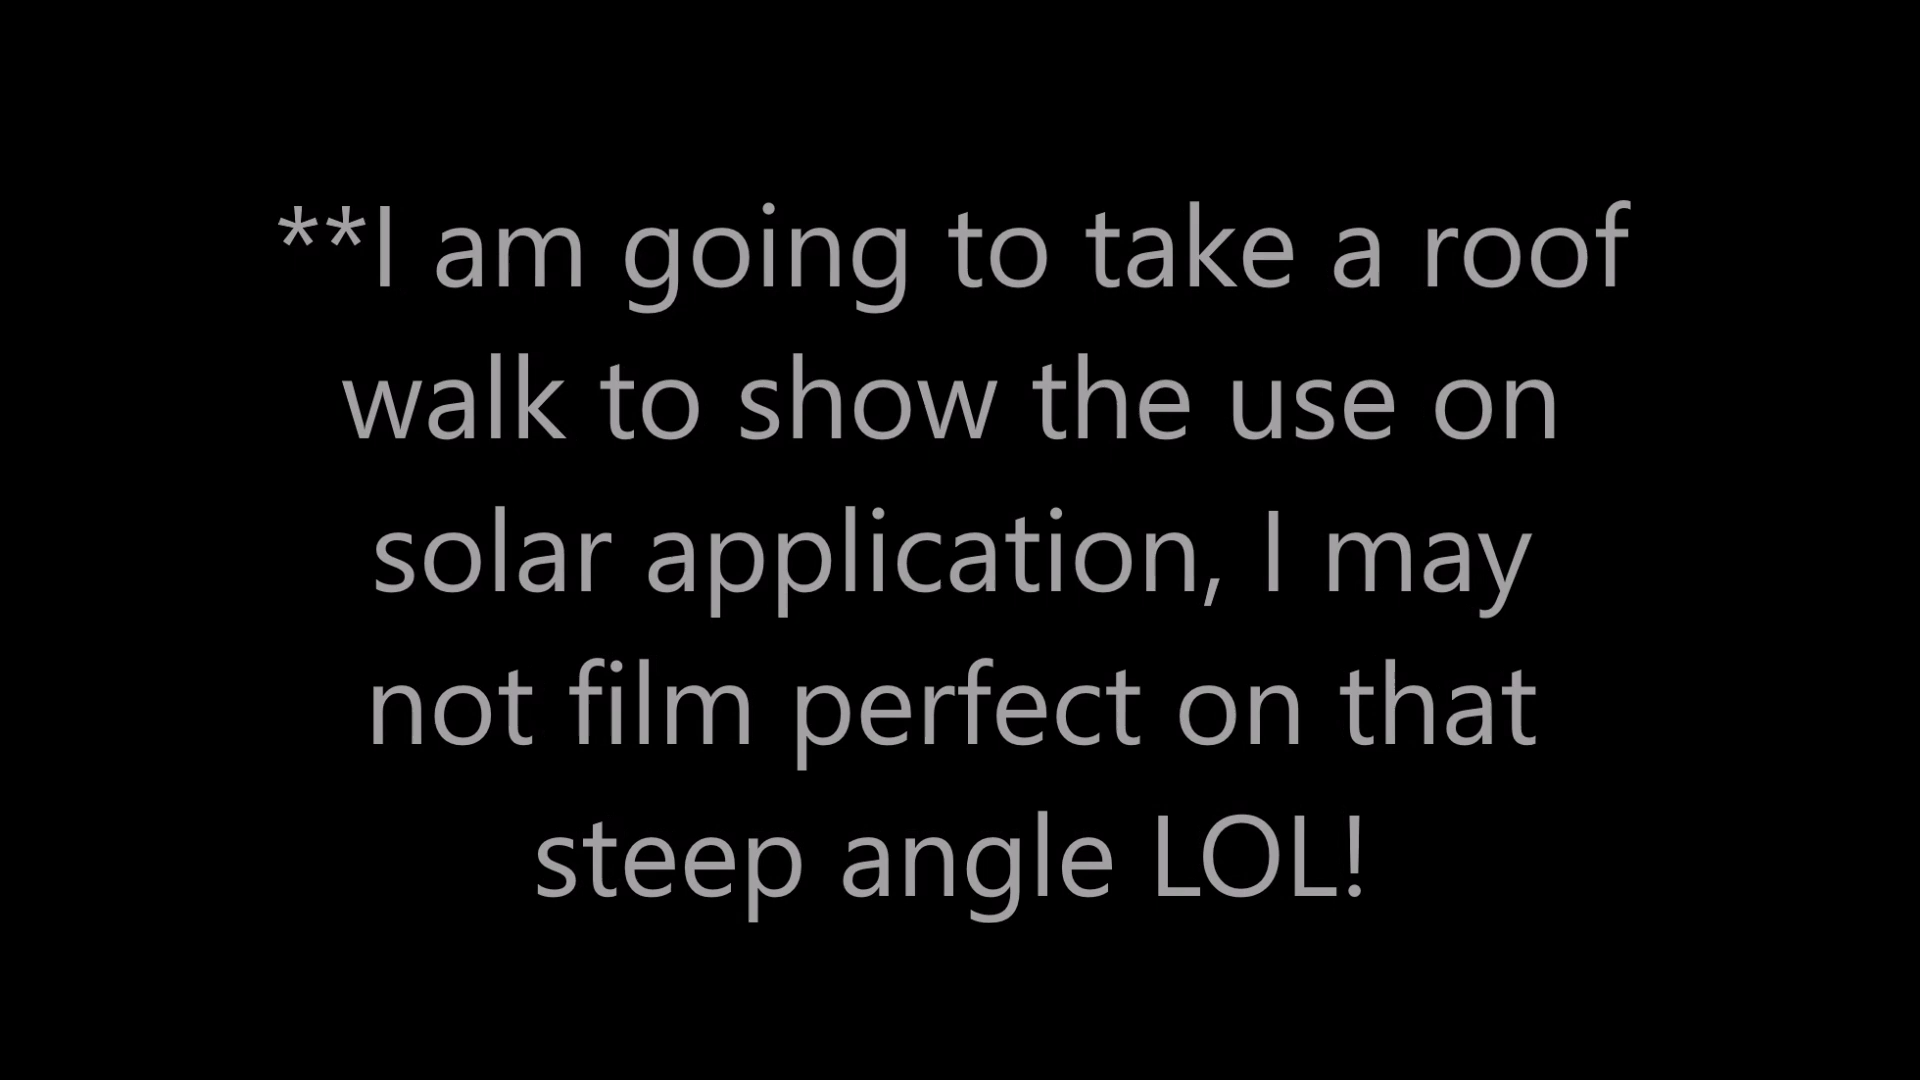 **I am going to take a roof
walk to show the use on
solar application, I may
not film perfect on that
steep angle LOL!